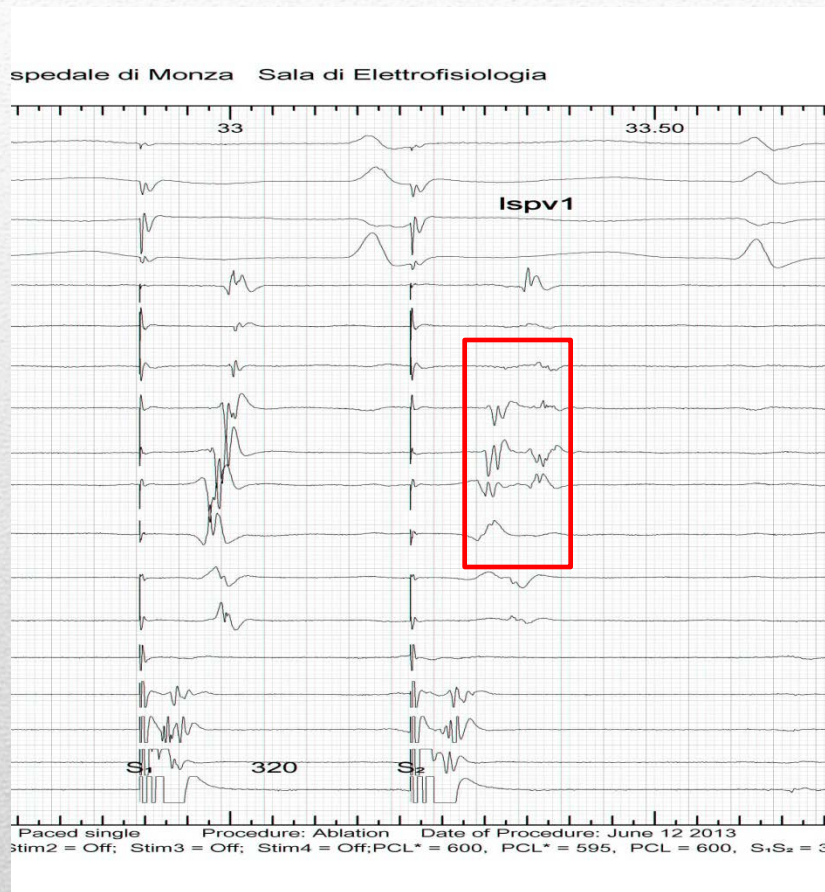 spedale di Monza Sala di Elettrofisiologia
33 33.50
lspv1
S₁ 320 S₂
Paced single Procedure: Ablation Date of Procedure: June 12 2013
Stim2 = Off; Stim3 = Off; Stim4 = Off;PCL* = 600, PCL* = 595, PCL = 600, S₁S₂ = 3